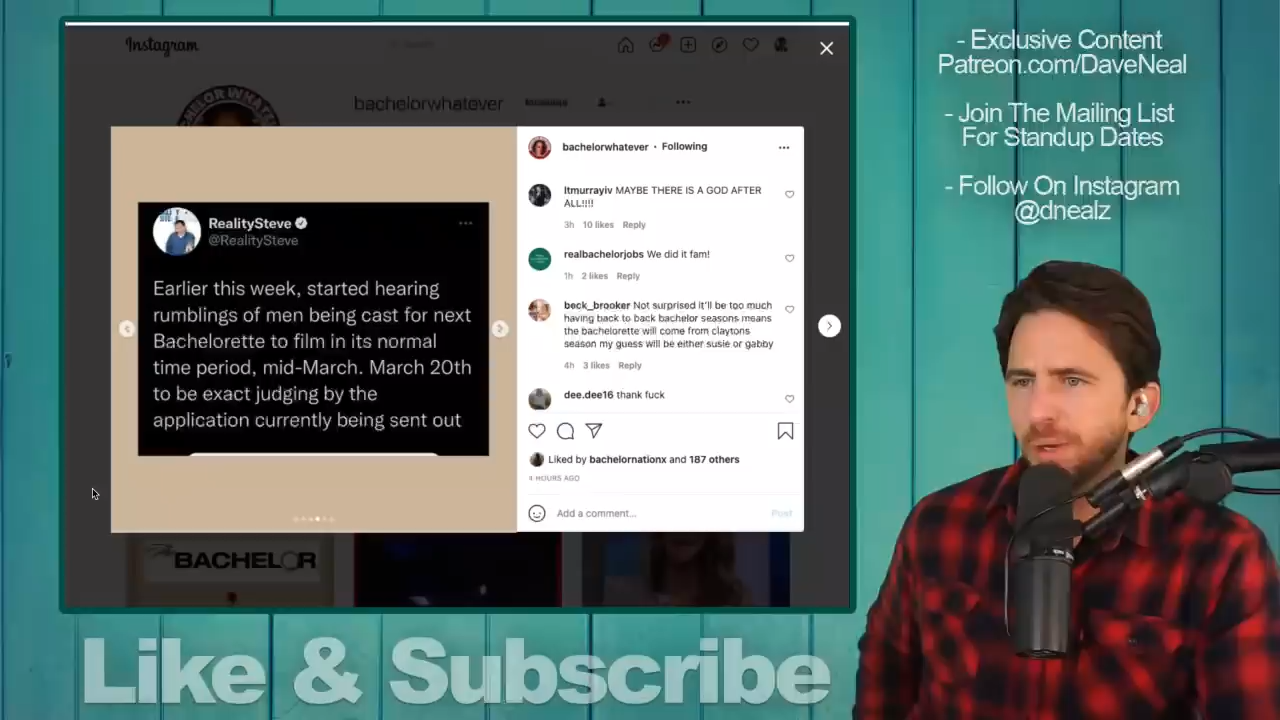 Instagram
BACHELOR WHATEVER
bachelorwhatever
bachelorwhatever • Following
RealitySteve
@RealitySteve
Earlier this week, started hearing
rumblings of men being cast for next
Bachelorette to film in its normal
time period, mid-March. March 20th
to be exact judging by the
application currently being sent out
ltmurrayiv MAYBE THERE IS A GOD AFTER
ALL!!!!
3h 10 likes Reply
realbachelorjobs We did it fam!
1h 2 likes Reply
beck_brooker Not surprised it'll be too much
having back to back bachelor seasons means
the bachelorette will come from claytons
season my guess will be either susie or gabby
4h 3 likes Reply
dee.dee16 thank fuck
Liked by bachelornationx and 187 others
4 HOURS AGO
Add a comment...
Post
The
BACHELOR
- Exclusive Content
Patreon.com/DaveNeal
- Join The Mailing List
For Standup Dates
- Follow On Instagram
@dnealz
Like & Subscribe